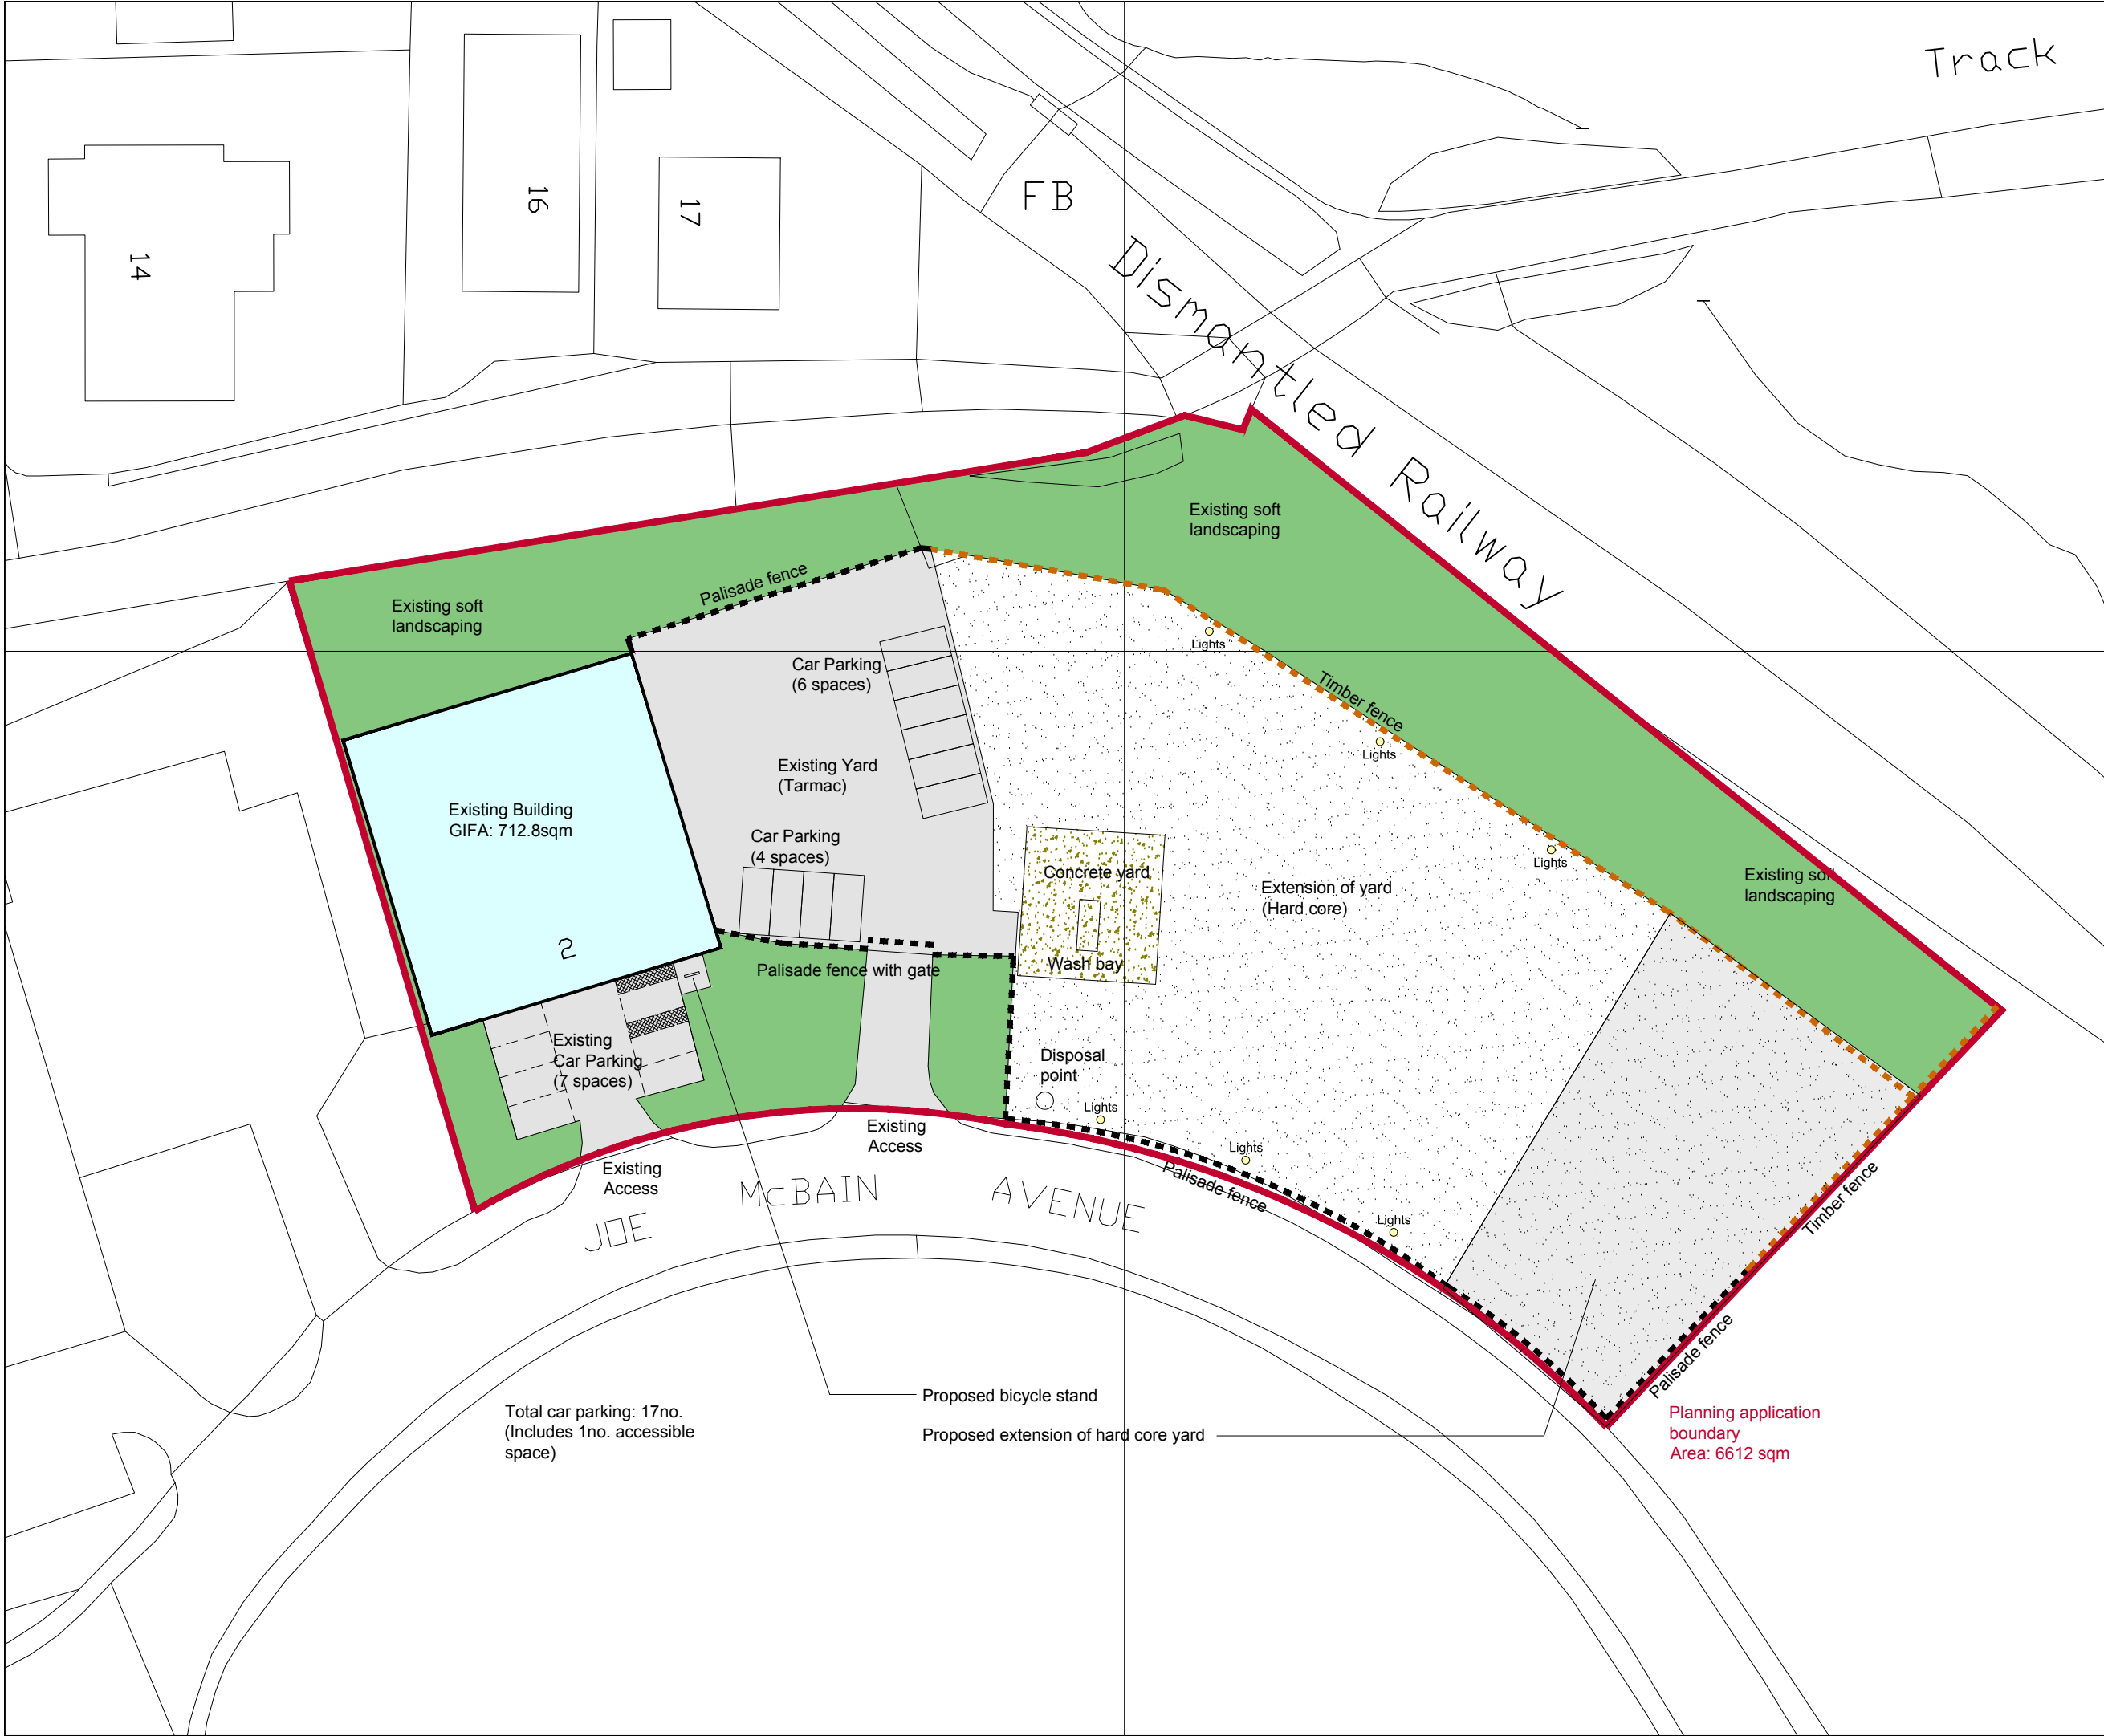 Track
16
17
FB
14
Dismantled Railway
Existing soft
landscaping
Palisade fence
Existing soft
landscaping
Lights
Car Parking
(6 spaces)
Timber fence
Lights
Existing Yard
(Tarmac)
Existing Building
GIFA: 712.8sqm
Car Parking
(4 spaces)
Lights
Concrete yard
Extension of yard
(Hard core)
Existing soft
landscaping
2
Wash bay
Palisade fence with gate
Existing
Car Parking
(7 spaces)
Disposal
point
Lights
Existing
Access
Lights
Existing
Access
Palisade fence
Timber fence
JOE McBAIN AVENUE
Lights
Palisade fence
Proposed bicycle stand
Total car parking: 17no.
(Includes 1no. accessible
space)
Proposed extension of hard core yard
Planning application
boundary
Area: 6612 sqm